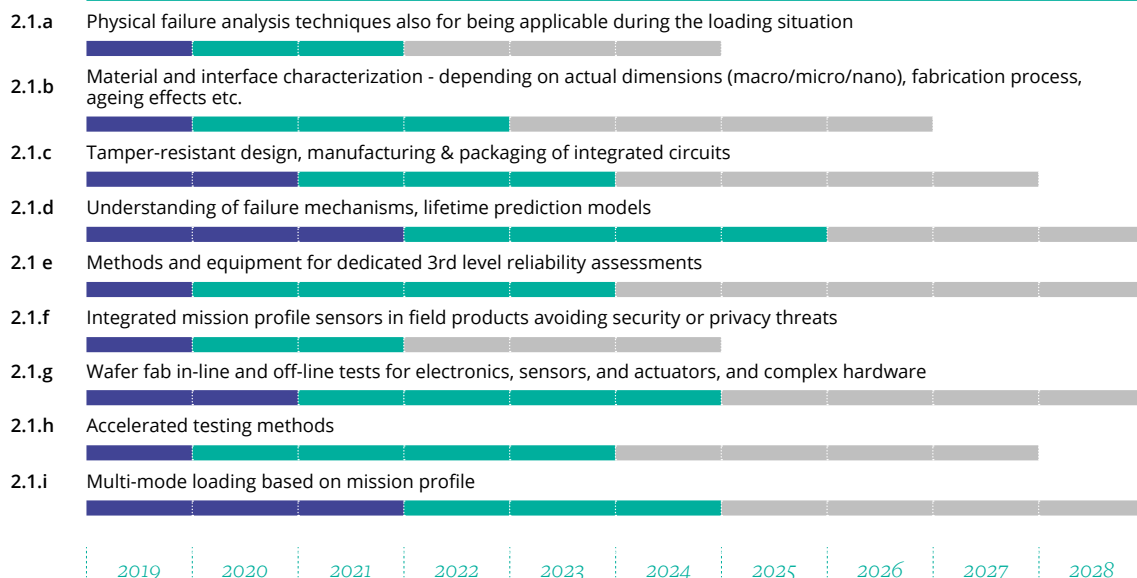 2.1.a Physical failure analysis techniques also for being applicable during the loading situation
2.1.b Material and interface characterization - depending on actual dimensions (macro/micro/nano), fabrication process,
ageing effects etc.
2.1.c Tamper-resistant design, manufacturing & packaging of integrated circuits
2.1.d Understanding of failure mechanisms, lifetime prediction models
2.1 e Methods and equipment for dedicated 3rd level reliability assessments
2.1.f Integrated mission profile sensors in field products avoiding security or privacy threats
2.1.g Wafer fab in-line and off-line tests for electronics, sensors, and actuators, and complex hardware
2.1.h Accelerated testing methods
2.1.i Multi-mode loading based on mission profile
2019 2020 2021 2022 2023 2024 2025 2026 2027 2028